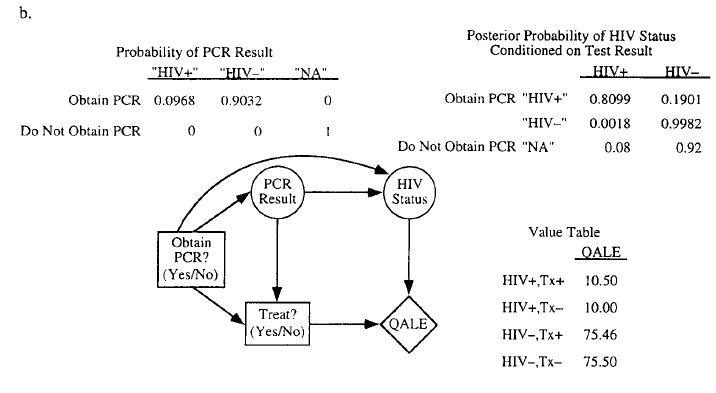 b.
Probability of PCR Result
"HIV+" "HIV–" "NA"
Obtain PCR 0.0968 0.9032 0
Do Not Obtain PCR 0 0 1
Posterior Probability of HIV Status
Conditioned on Test Result
HIV+ HIV–
Obtain PCR "HIV+" 0.8099 0.1901
"HIV–" 0.0018 0.9982
Do Not Obtain PCR "NA" 0.08 0.92
PCR
Result
HIV
Status
Obtain
PCR?
(Yes/No)
Treat?
(Yes/No)
QALE
Value Table
QALE
HIV+,Tx+ 10.50
HIV+,Tx– 10.00
HIV–,Tx+ 75.46
HIV–,Tx– 75.50